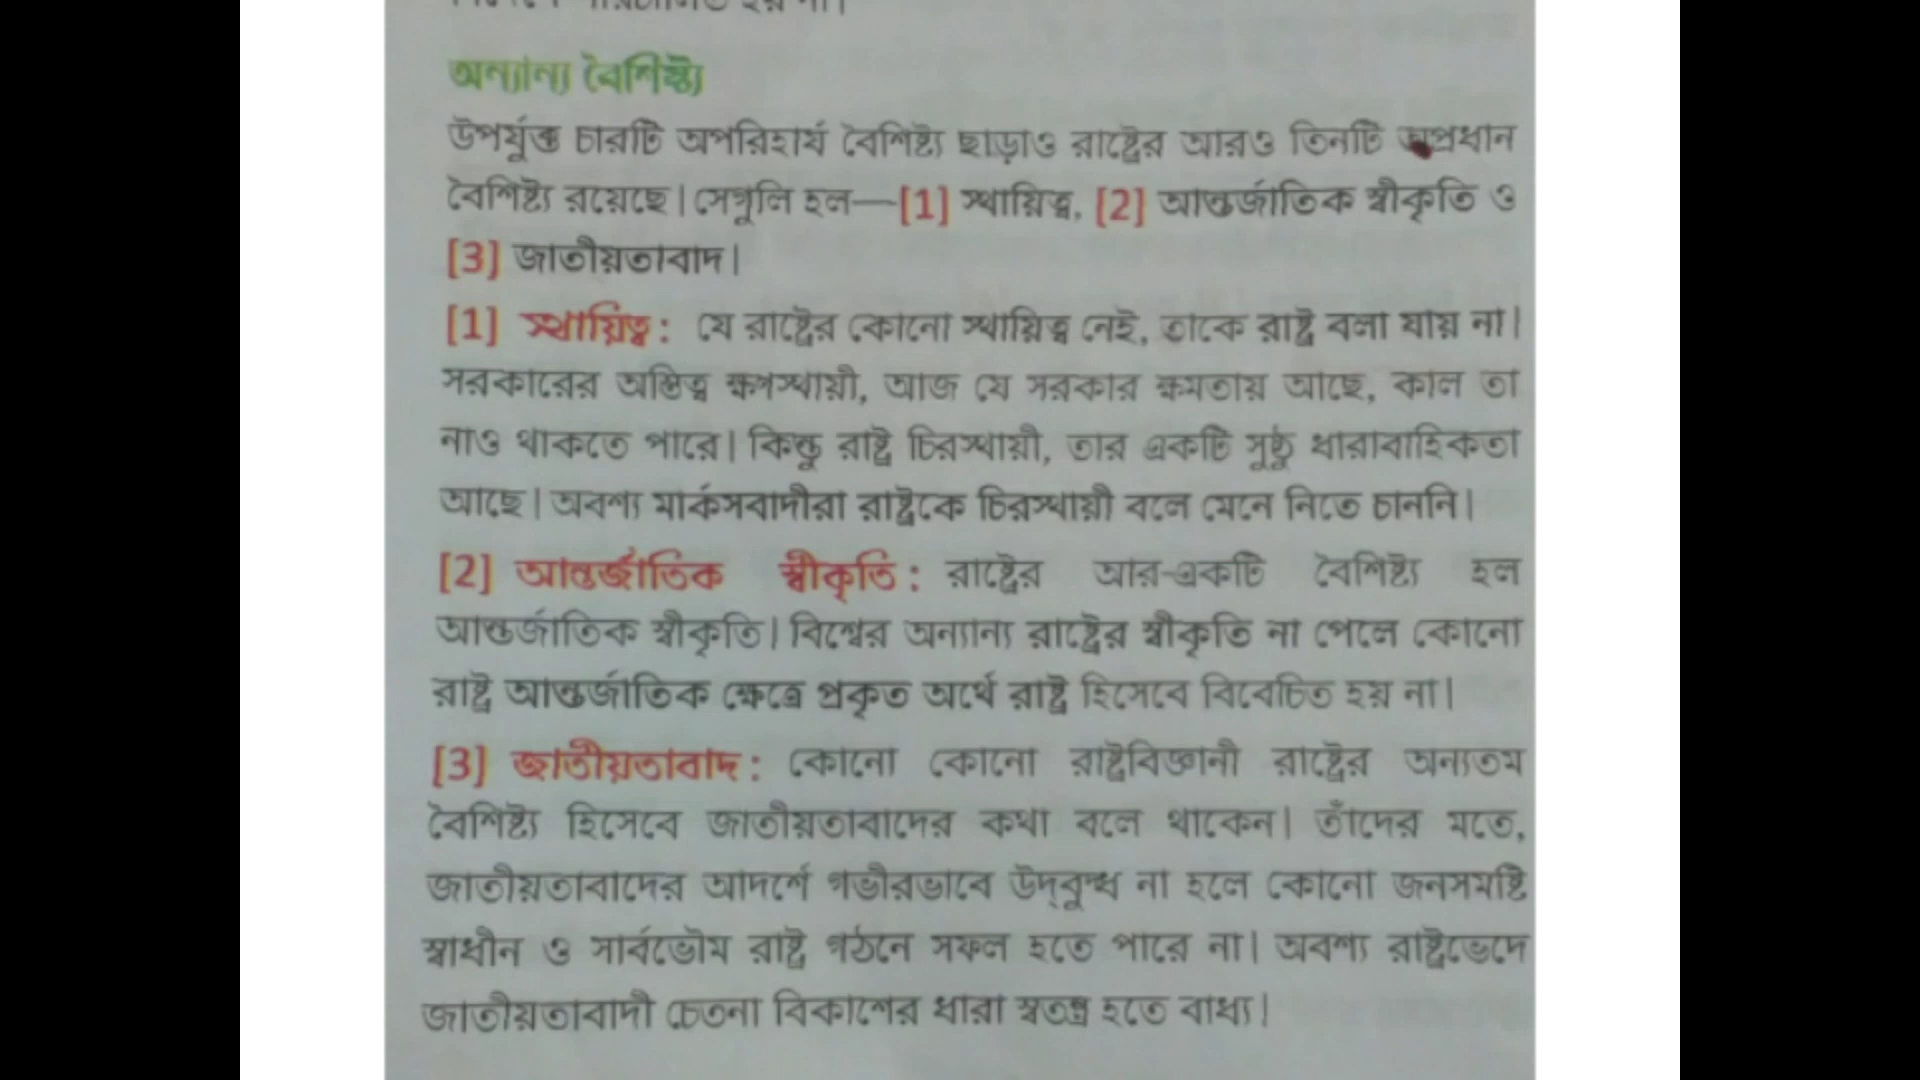 অন্যান্য বৈশিষ্ট্য
উপর্যুক্ত চারটি অপরিহার্য বৈশিষ্ট্য ছাড়াও রাষ্ট্রের আরও তিনটি অপ্রধান
বৈশিষ্ট্য রয়েছে। সেগুলি হল—[1] স্থায়িত্ব, [2] আন্তর্জাতিক স্বীকৃতি ও
[3] জাতীয়তাবাদ।
[1] স্থায়িত্ব: যে রাষ্ট্রের কোনো স্থায়িত্ব নেই, তাকে রাষ্ট্র বলা যায় না।
সরকারের অস্তিত্ব ক্ষণস্থায়ী, আজ যে সরকার ক্ষমতায় আছে, কাল তা
নাও থাকতে পারে। কিন্তু রাষ্ট্র চিরস্থায়ী, তার একটি সুষ্ঠু ধারাবাহিকতা
আছে। অবশ্য মার্কসবাদীরা রাষ্ট্রকে চিরস্থায়ী বলে মেনে নিতে চাননি।
[2] আন্তর্জাতিক স্বীকৃতি: রাষ্ট্রের আর-একটি বৈশিষ্ট্য হল
আন্তর্জাতিক স্বীকৃতি। বিশ্বের অন্যান্য রাষ্ট্রের স্বীকৃতি না পেলে কোনো
রাষ্ট্র আন্তর্জাতিক ক্ষেত্রে প্রকৃত অর্থে রাষ্ট্র হিসেবে বিবেচিত হয় না।
[3] জাতীয়তাবাদ: কোনো কোনো রাষ্ট্রবিজ্ঞানী রাষ্ট্রের অন্যতম
বৈশিষ্ট্য হিসেবে জাতীয়তাবাদের কথা বলে থাকেন। তাঁদের মতে,
জাতীয়তাবাদের আদর্শে গভীরভাবে উদ্‌বুদ্ধ না হলে কোনো জনসমষ্টি
স্বাধীন ও সার্বভৌম রাষ্ট্র গঠনে সফল হতে পারে না। অবশ্য রাষ্ট্রভেদে
জাতীয়তাবাদী চেতনা বিকাশের ধারা স্বতন্ত্র হতে বাধ্য।